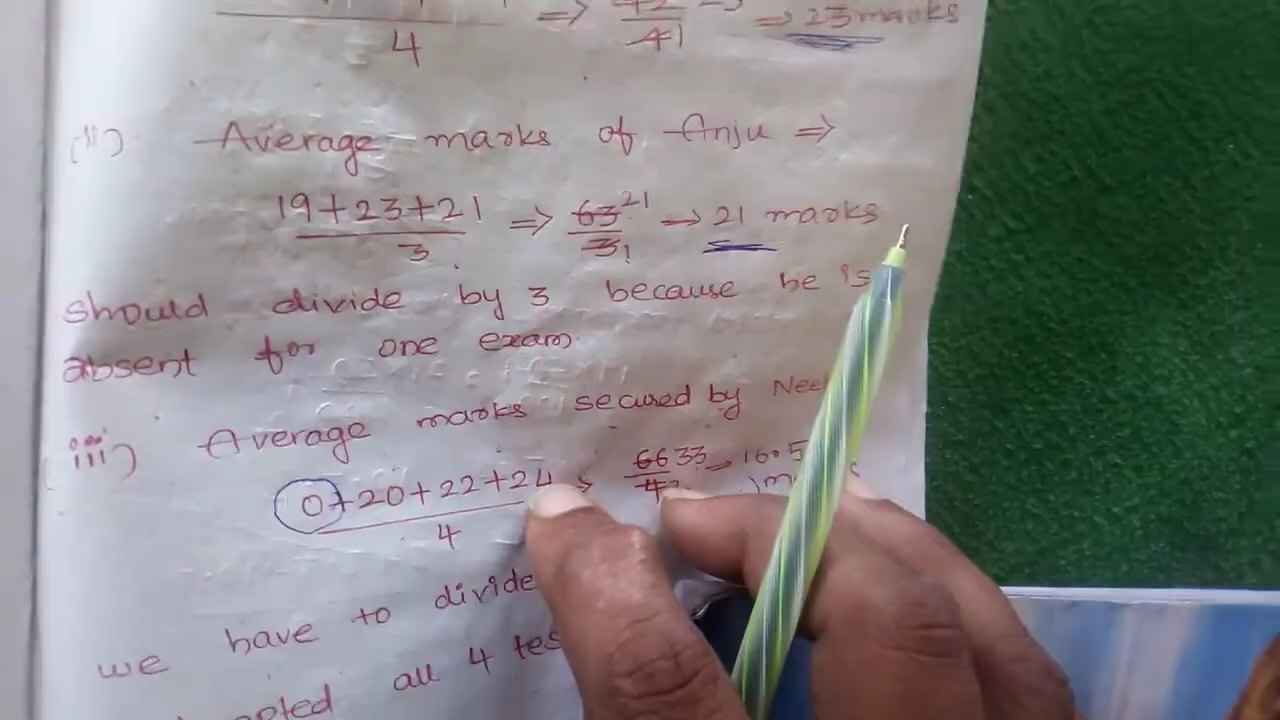 4 => 41 => 23 marks
(ii) Average marks of Anju =>
19+23+21 => 63 21 → 21 marks
3 3 1
should divide by 3 because he is
absent for one exam.
(iii) Average marks secured by
0+20+22+24 66 33 → 16.5
4 4
we have to divide
all 4